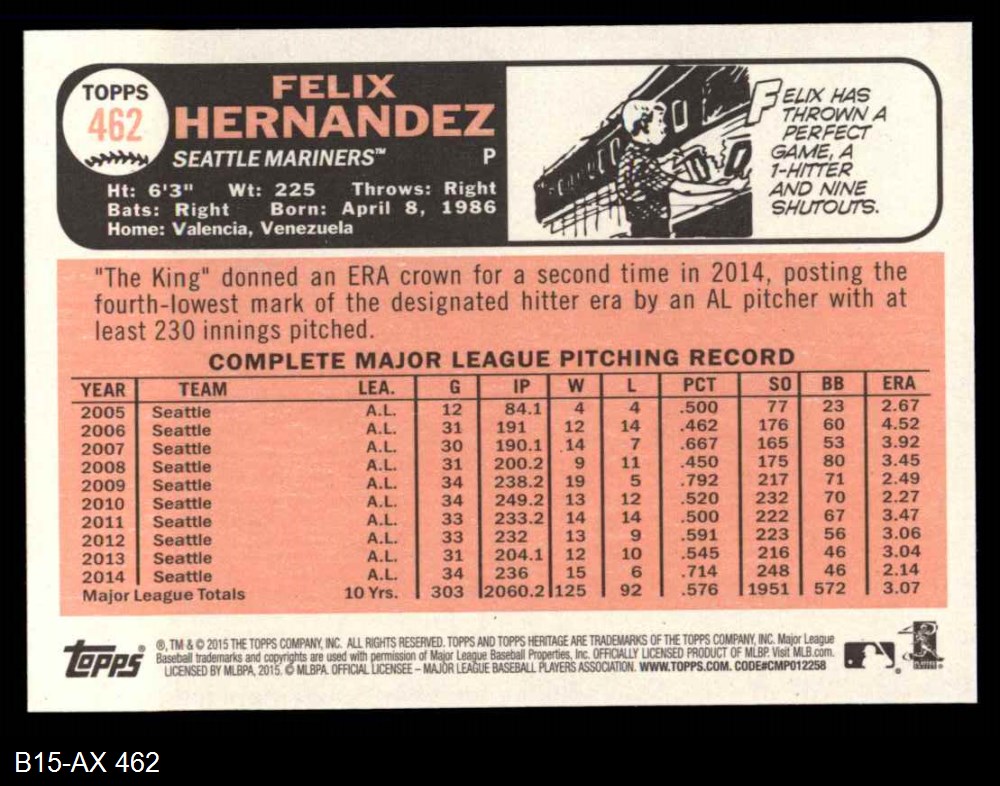 TOPPS
462
FELIX
HERNANDEZ
SEATTLE MARINERS™ P
Ht: 6'3" Wt: 225 Throws: Right
Bats: Right Born: April 8, 1986
Home: Valencia, Venezuela
FELIX HAS
THROWN A
PERFECT
GAME, A
1-HITTER
AND NINE
SHUTOUTS.
"The King" donned an ERA crown for a second time in 2014, posting the
fourth-lowest mark of the designated hitter era by an AL pitcher with at
least 230 innings pitched.
COMPLETE MAJOR LEAGUE PITCHING RECORD
YEAR TEAM LEA. G IP W L PCT SO BB ERA
2005 Seattle A.L. 12 84.1 4 4 .500 77 23 2.67
2006 Seattle A.L. 31 191 12 14 .462 176 60 4.52
2007 Seattle A.L. 30 190.1 14 7 .667 165 53 3.92
2008 Seattle A.L. 31 200.2 9 11 .450 175 80 3.45
2009 Seattle A.L. 34 238.2 19 5 .792 217 71 2.49
2010 Seattle A.L. 34 249.2 13 12 .520 232 70 2.27
2011 Seattle A.L. 33 233.2 14 14 .500 222 67 3.47
2012 Seattle A.L. 33 232 13 9 .591 223 56 3.06
2013 Seattle A.L. 31 204.1 12 10 .545 216 46 3.04
2014 Seattle A.L. 34 236 15 6 .714 248 46 2.14
Major League Totals 10 Yrs. 303 2060.2 125 92 .576 1951 572 3.07
topps
®, TM & © 2015 THE TOPPS COMPANY, INC. ALL RIGHTS RESERVED. TOPPS AND TOPPS HERITAGE ARE TRADEMARKS OF THE TOPPS COMPANY, INC. Major League
Baseball trademarks and copyrights are used with permission of Major League Baseball Properties, Inc. OFFICIALLY LICENSED PRODUCT OF MLBP. Visit MLB.com.
LICENSED BY MLBPA, 2015. © MLBPA. OFFICIAL LICENSEE – MAJOR LEAGUE BASEBALL PLAYERS ASSOCIATION. WWW.TOPPS.COM. CODE#CMP012258
B15-AX 462